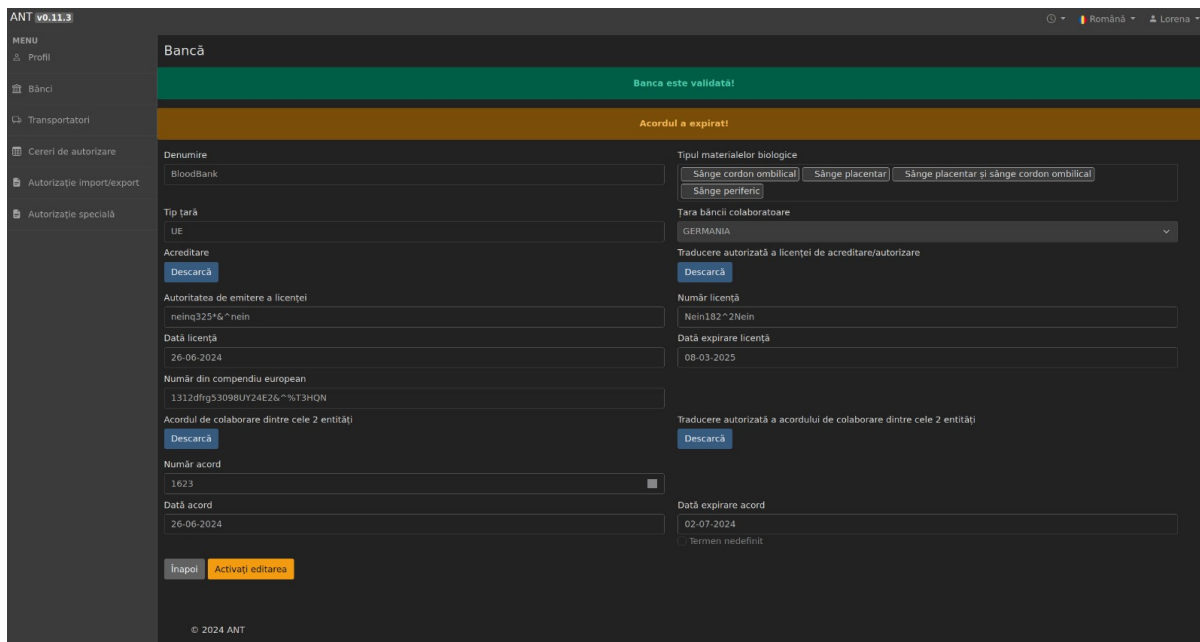 ANT v0.11.3
Română
Lorena
MENU
Profil
Bănci
Transportatori
Cereri de autorizare
Autorizație import/export
Autorizație specială
Bancă
Banca este validată!
Acordul a expirat!
Denumire
BloodBank
Tipul materialelor biologice
Sânge cordon ombilical Sânge placentar Sânge placentar și sânge cordon ombilical
Sânge periferic
Tip țară
UE
Țara băncii colaboratoare
GERMANIA
Acreditare
Descarcă
Traducere autorizată a licenței de acreditare/autorizare
Descarcă
Autoritatea de emitere a licenței
neinq325*&^nein
Număr licență
Nein182^2Nein
Dată licență
26-06-2024
Dată expirare licență
08-03-2025
Număr din compendiu european
1312dfrg53098UY24E2&^%T3HQN
Acordul de colaborare dintre cele 2 entități
Descarcă
Traducere autorizată a acordului de colaborare dintre cele 2 entități
Descarcă
Număr acord
1623
Dată acord
26-06-2024
Dată expirare acord
02-07-2024
Termen nedefinit
Înapoi
Activați editarea
© 2024 ANT